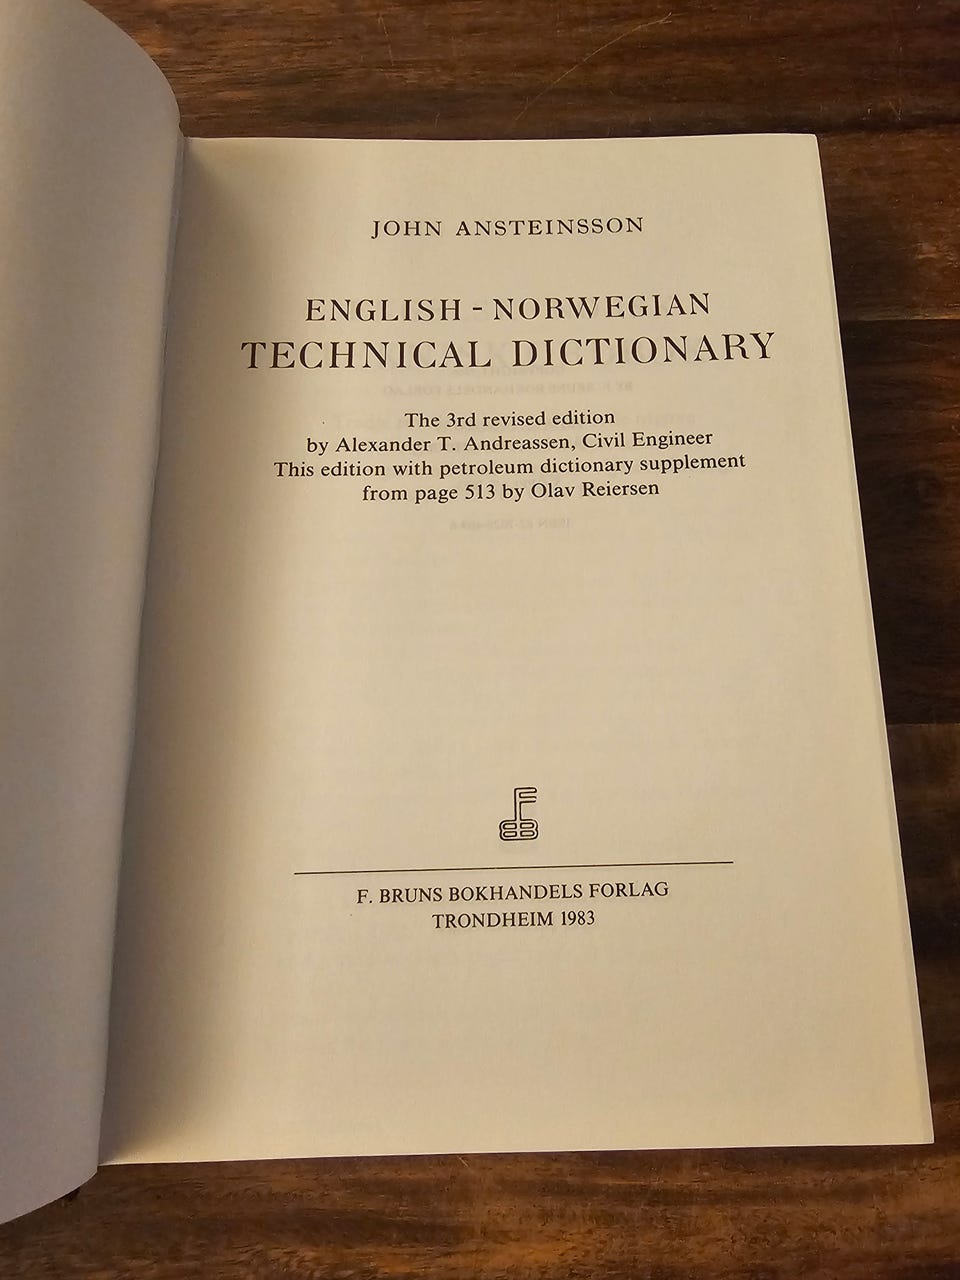 JOHN ANSTEINSSON
ENGLISH - NORWEGIAN
TECHNICAL DICTIONARY
The 3rd revised edition
by Alexander T. Andreassen, Civil Engineer
This edition with petroleum dictionary supplement
from page 513 by Olav Reiersen
F. BRUNS BOKHANDELS FORLAG
TRONDHEIM 1983